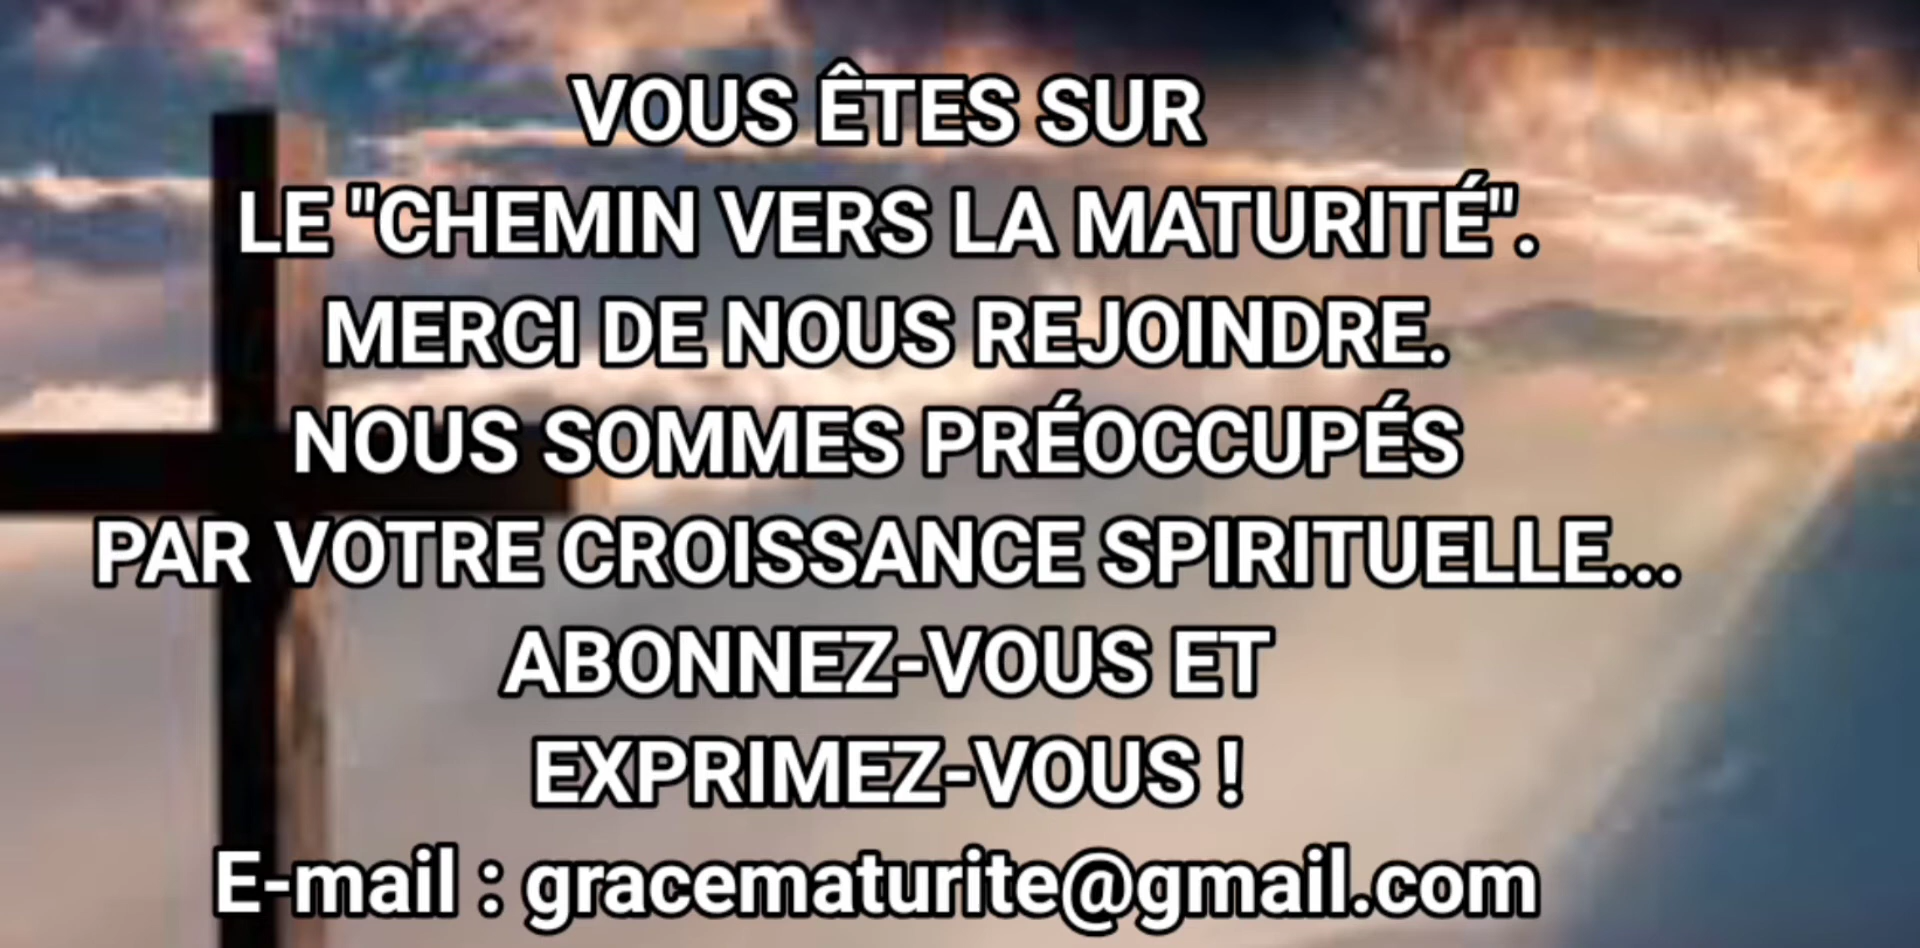 VOUS ÊTES SUR
LE "CHEMIN VERS LA MATURITÉ".
MERCI DE NOUS REJOINDRE.
NOUS SOMMES PRÉOCCUPÉS
PAR VOTRE CROISSANCE SPIRITUELLE...
ABONNEZ-VOUS ET
EXPRIMEZ-VOUS !
E-mail : gracematurite@gmail.com